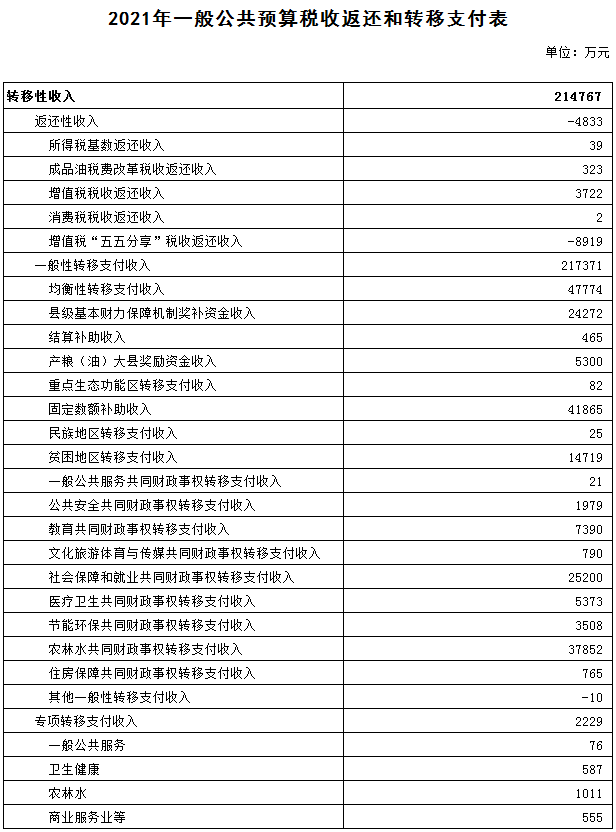 2021年一般公共预算税收返还和转移支付表
单位：万元
转移性收入 214767
返还性收入 -4833
所得税基数返还收入 39
成品油税费改革税收返还收入 323
增值税税收返还收入 3722
消费税税收返还收入 2
增值税“五五分享”税收返还收入 -8919
一般性转移支付收入 217371
均衡性转移支付收入 47774
县级基本财力保障机制奖补资金收入 24272
结算补助收入 465
产粮（油）大县奖励资金收入 5300
重点生态功能区转移支付收入 82
固定数额补助收入 41865
民族地区转移支付收入 25
贫困地区转移支付收入 14719
一般公共服务共同财政事权转移支付收入 21
公共安全共同财政事权转移支付收入 1979
教育共同财政事权转移支付收入 7390
文化旅游体育与传媒共同财政事权转移支付收入 790
社会保障和就业共同财政事权转移支付收入 25200
医疗卫生共同财政事权转移支付收入 5373
节能环保共同财政事权转移支付收入 3508
农林水共同财政事权转移支付收入 37852
住房保障共同财政事权转移支付收入 765
其他一般性转移支付收入 -10
专项转移支付收入 2229
一般公共服务 76
卫生健康 587
农林水 1011
商业服务业等 555